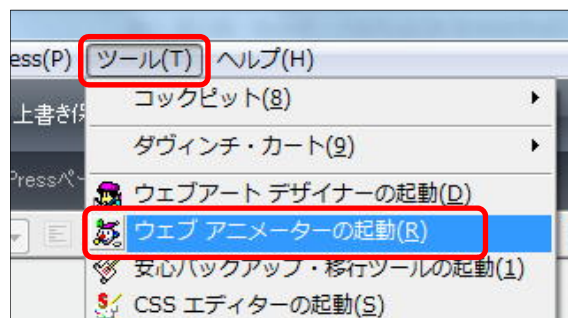 ess(P) ツール(T) ヘルプ(H)
上書き保
コックピット(8)
ダヴィンチ・カート(9)
Pressペー
ウェブアート デザイナーの起動(D)
ウェブ アニメーターの起動(R)
安心バックアップ・移行ツールの起動(1)
CSS エディターの起動(S)